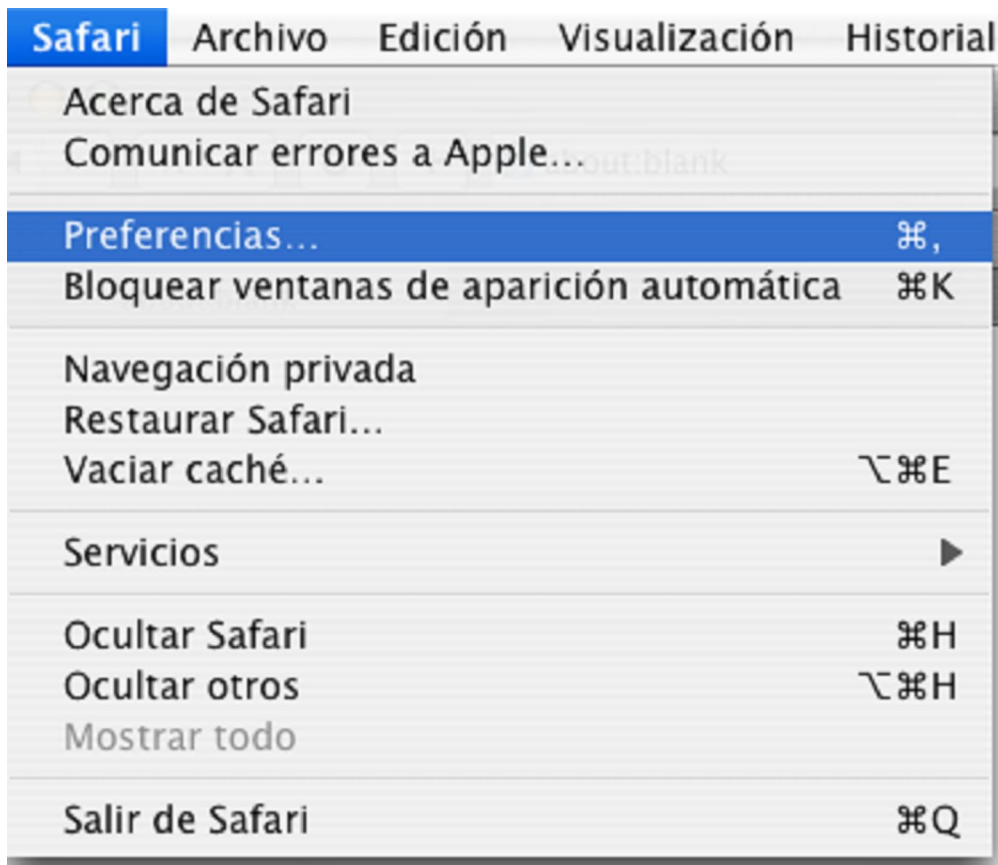 Safari Archivo Edición Visualización Historial
Acerca de Safari
Comunicar errores a Apple...
about:blank
Preferencias... ⌘,
Bloquear ventanas de aparición automática ⌘K
Navegación privada
Restaurar Safari...
Vaciar caché... ⌥⌘E
Servicios ▶
Ocultar Safari ⌘H
Ocultar otros ⌥⌘H
Mostrar todo
Salir de Safari ⌘Q